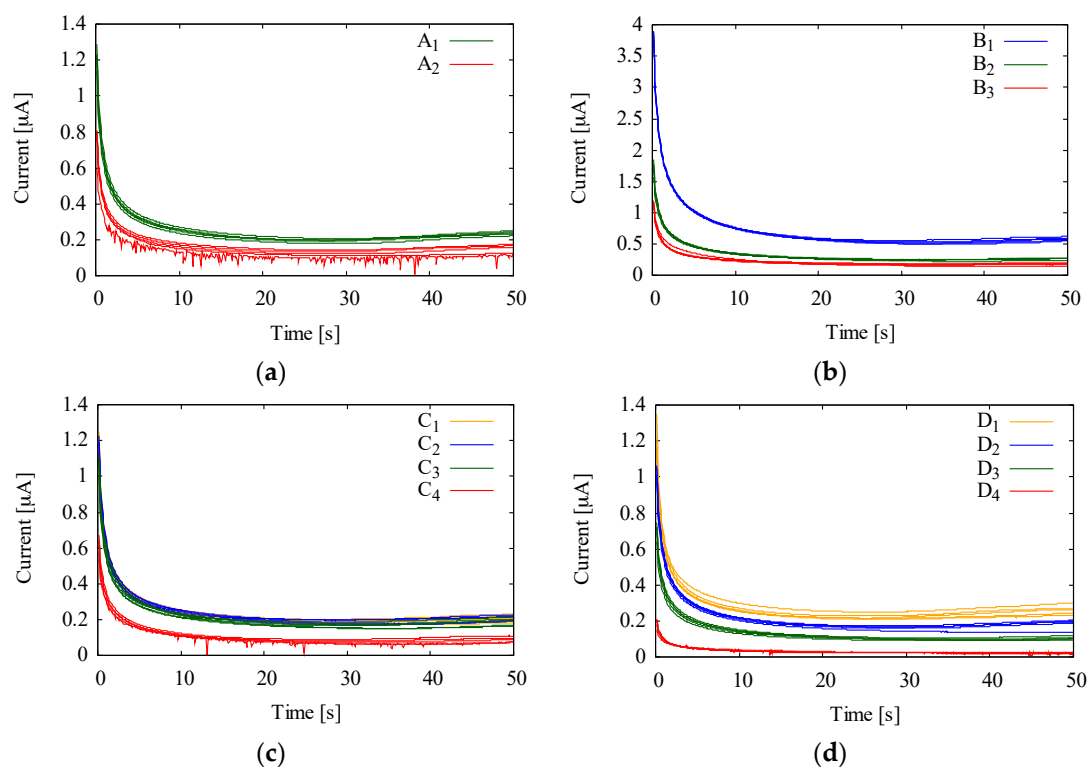 1.4
1.2
1
0.8
0.6
0.4
0.2
0
Current [µA]
0 10 20 30 40 50
Time [s]
A₁
A₂
(a)
4
3.5
3
2.5
2
1.5
1
0.5
0
Current [µA]
0 10 20 30 40 50
Time [s]
B₁
B₂
B₃
(b)
1.4
1.2
1
0.8
0.6
0.4
0.2
0
Current [µA]
0 10 20 30 40 50
Time [s]
C₁
C₂
C₃
C₄
(c)
1.4
1.2
1
0.8
0.6
0.4
0.2
0
Current [µA]
0 10 20 30 40 50
Time [s]
D₁
D₂
D₃
D₄
(d)